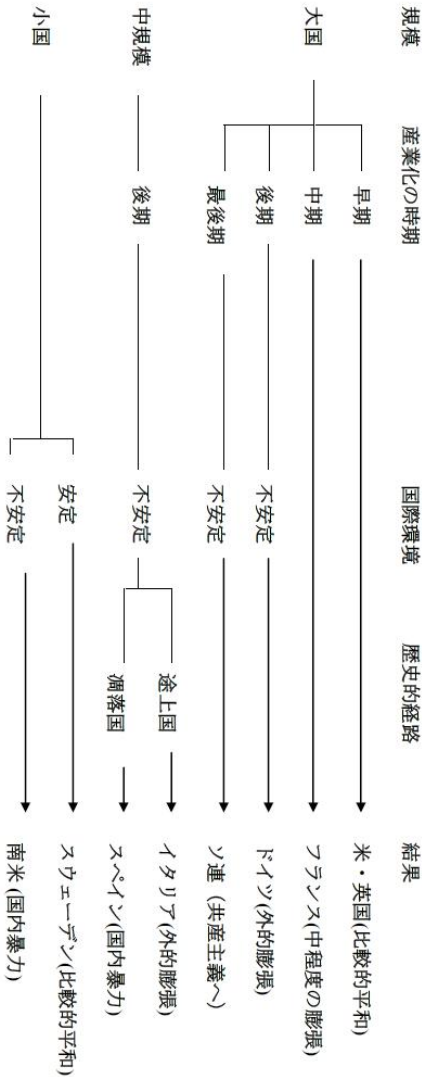 規模 産業化の時期 国際環境 歴史的経路 結果
大国 早期 米・英国(比較的平和)
中期 フランス(中程度の膨張)
後期 不安定 ドイツ(外的膨張)
最後期 不安定 ソ連（共産主義へ)
中規模 後期 不安定 途上国 イタリア(外的膨張)
凋落国 スペイン(国内暴力)
小国 安定 スウェーデン(比較的平和)
不安定 南米(国内暴力)